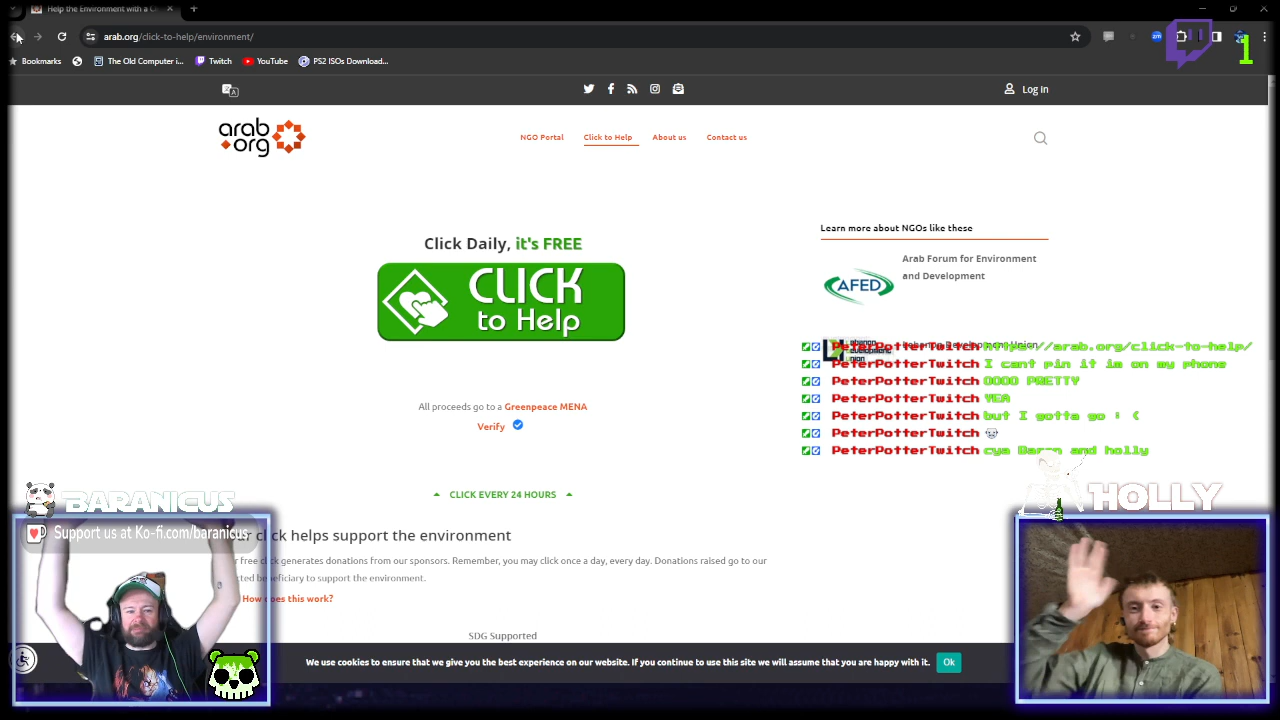 Help the Environment with a C
arab.org/click-to-help/environment/
1
Bookmarks
The Old Computer i...
Twitch
YouTube
PS2 ISOs Download...
Log In
arab
org
NGO Portal
Click to Help
About us
Contact us
Click Daily, it's FREE
CLICK
to Help
Learn more about NGOs like these
Arab Forum for Environment
and Development
AFED
PeterPotterTwitch https://arab.org/click-to-help/
PeterPotterTwitch I cant pin it im on my phone
PeterPotterTwitch OOOO PRETTY
PeterPotterTwitch YEA
PeterPotterTwitch but I gotta go : (
PeterPotterTwitch
PeterPotterTwitch cya Baron and holly
All proceeds go to a Greenpeace MENA
Verify
CLICK EVERY 24 HOURS
BARANICUS
Support us at Ko-fi.com/baranicus
HOLLY
click helps support the environment
free click generates donations from our sponsors. Remember, you may click once a day, every day. Donations raised go to our
beneficiary to support the environment.
How does this work?
SDG Supported
We use cookies to ensure that we give you the best experience on our website. If you continue to use this site we will assume that you are happy with it.
Ok